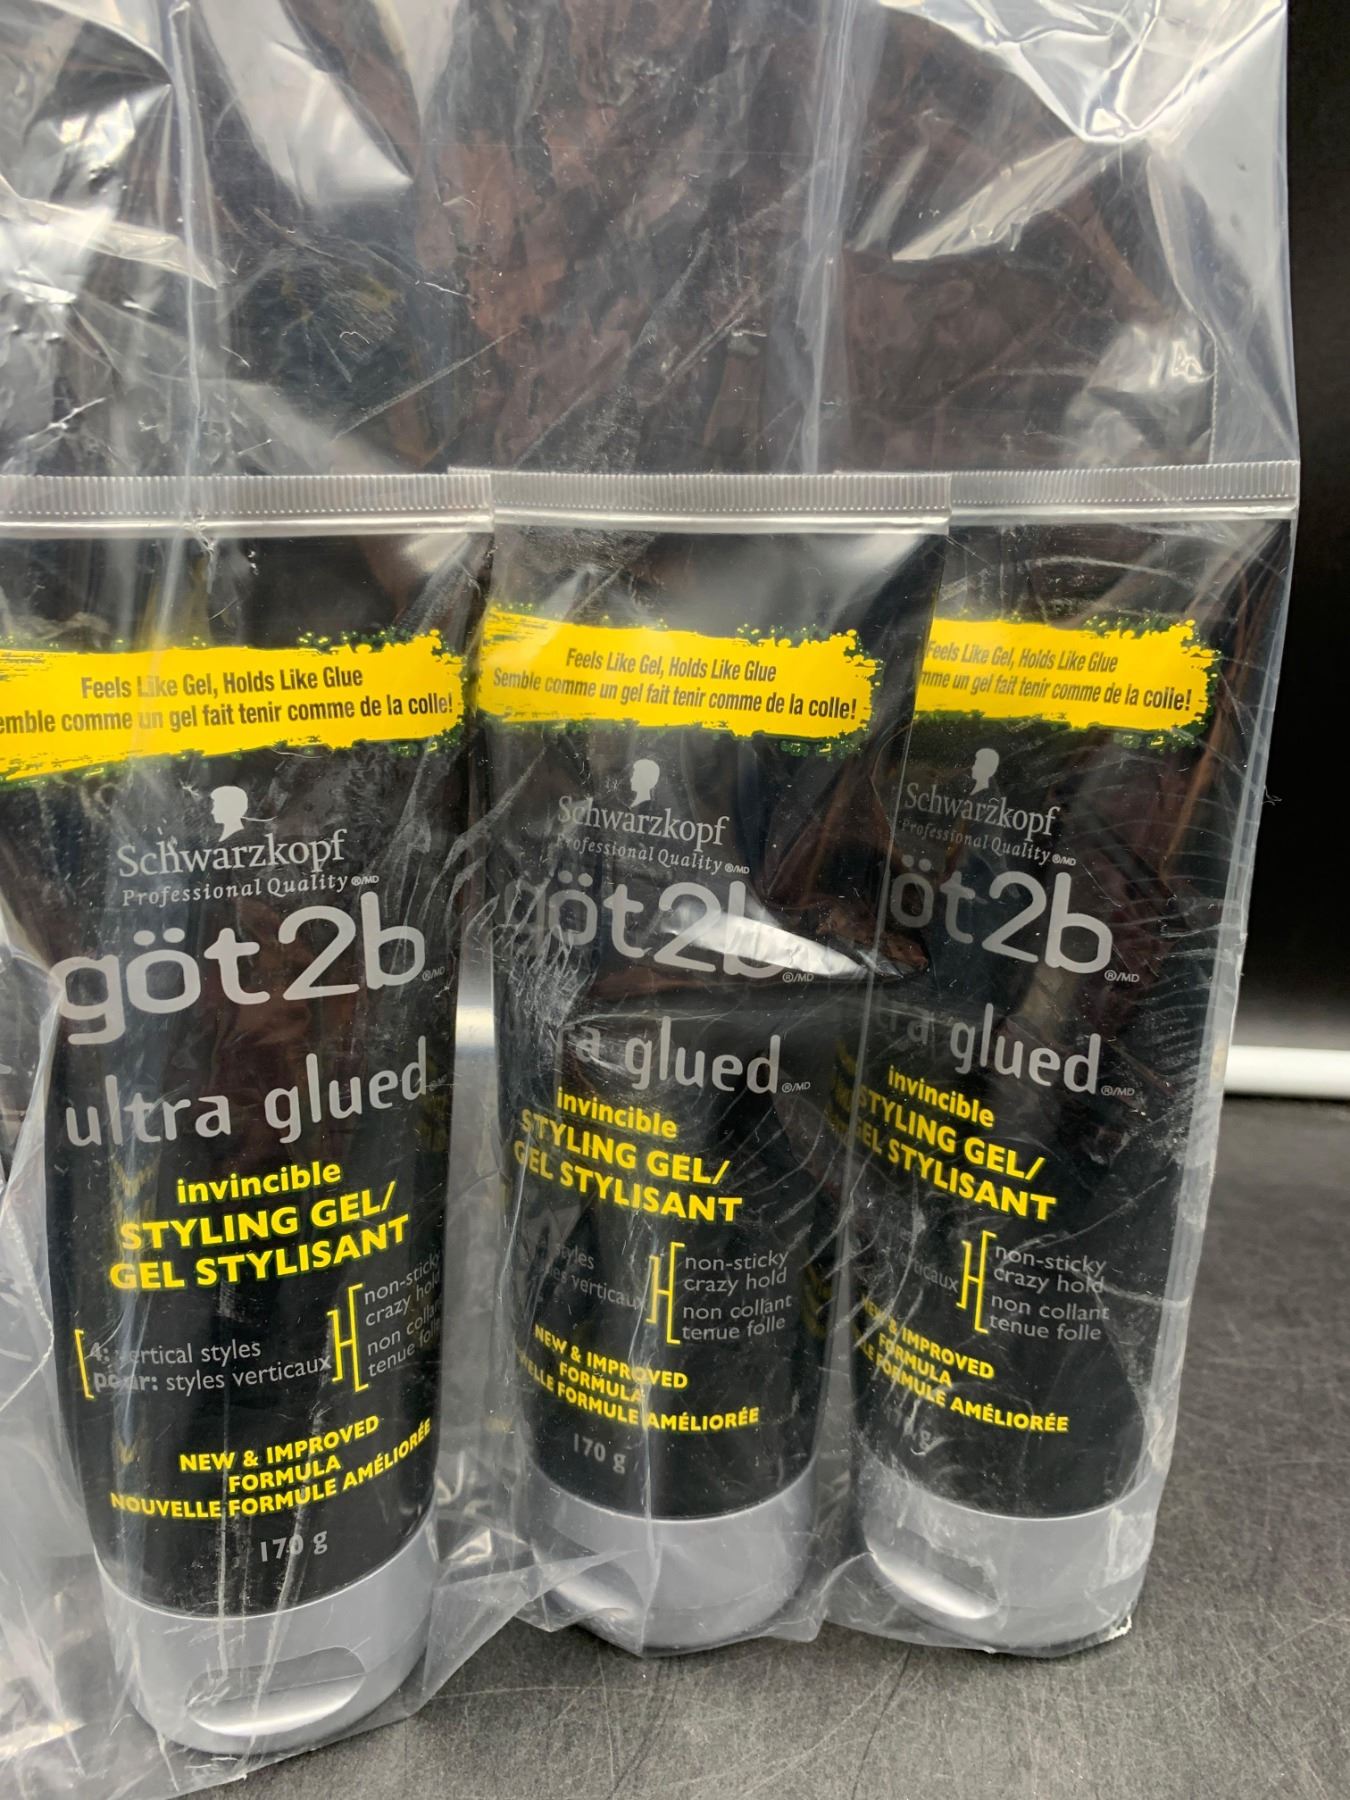 Feels Like Gel, Holds Like Glue
emble comme un gel fait tenir comme de la colle!
Schwarzkopf
Professional Quality ®/MD
göt2b ®/MD
ultra glued
invincible
STYLING GEL/
GEL STYLISANT
non-sticky
crazy hold
non collant
tenue folle
vertical styles
pour: styles verticaux
NEW & IMPROVED
FORMULA
NOUVELLE FORMULE AMÉLIORÉE
170 g
Feels Like Gel, Holds Like Glue
Semble comme un gel fait tenir comme de la colle!
Schwarzkopf
Professional Quality ®/MD
göt2b ®/MD
glued ®/MD
invincible
STYLING GEL/
GEL STYLISANT
styles
verticaux
non-sticky
crazy hold
non collant
tenue folle
NEW & IMPROVED
FORMULA
FORMULE AMÉLIORÉE
170 g
Feels Like Gel, Holds Like Glue
mme un gel fait tenir comme de la colle!
Schwarzkopf
Professional Quality ®/MD
öt2b ®/MD
ra glued ®/MD
invincible
STYLING GEL/
GEL STYLISANT
verticaux
non-sticky
crazy hold
non collant
tenue folle
NEW & IMPROVED
FORMULA
FORMULE AMÉLIORÉE
g